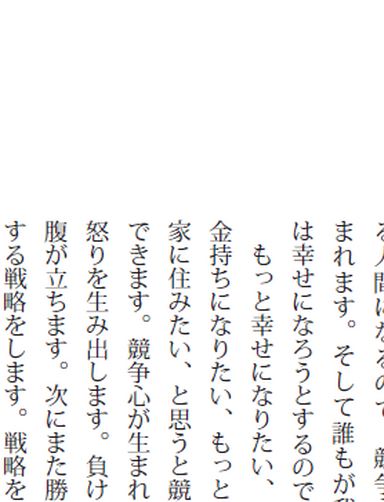 る人間になるので、競争
まれます。そして誰もが
は幸せになろうとするので
もっと幸せになりたい、
金持ちになりたい、もっと
家に住みたい、と思うと競
できます。競争心が生まれ
怒りを生み出します。負け
腹が立ちます。次にまた勝
する戦略をします。戦略を